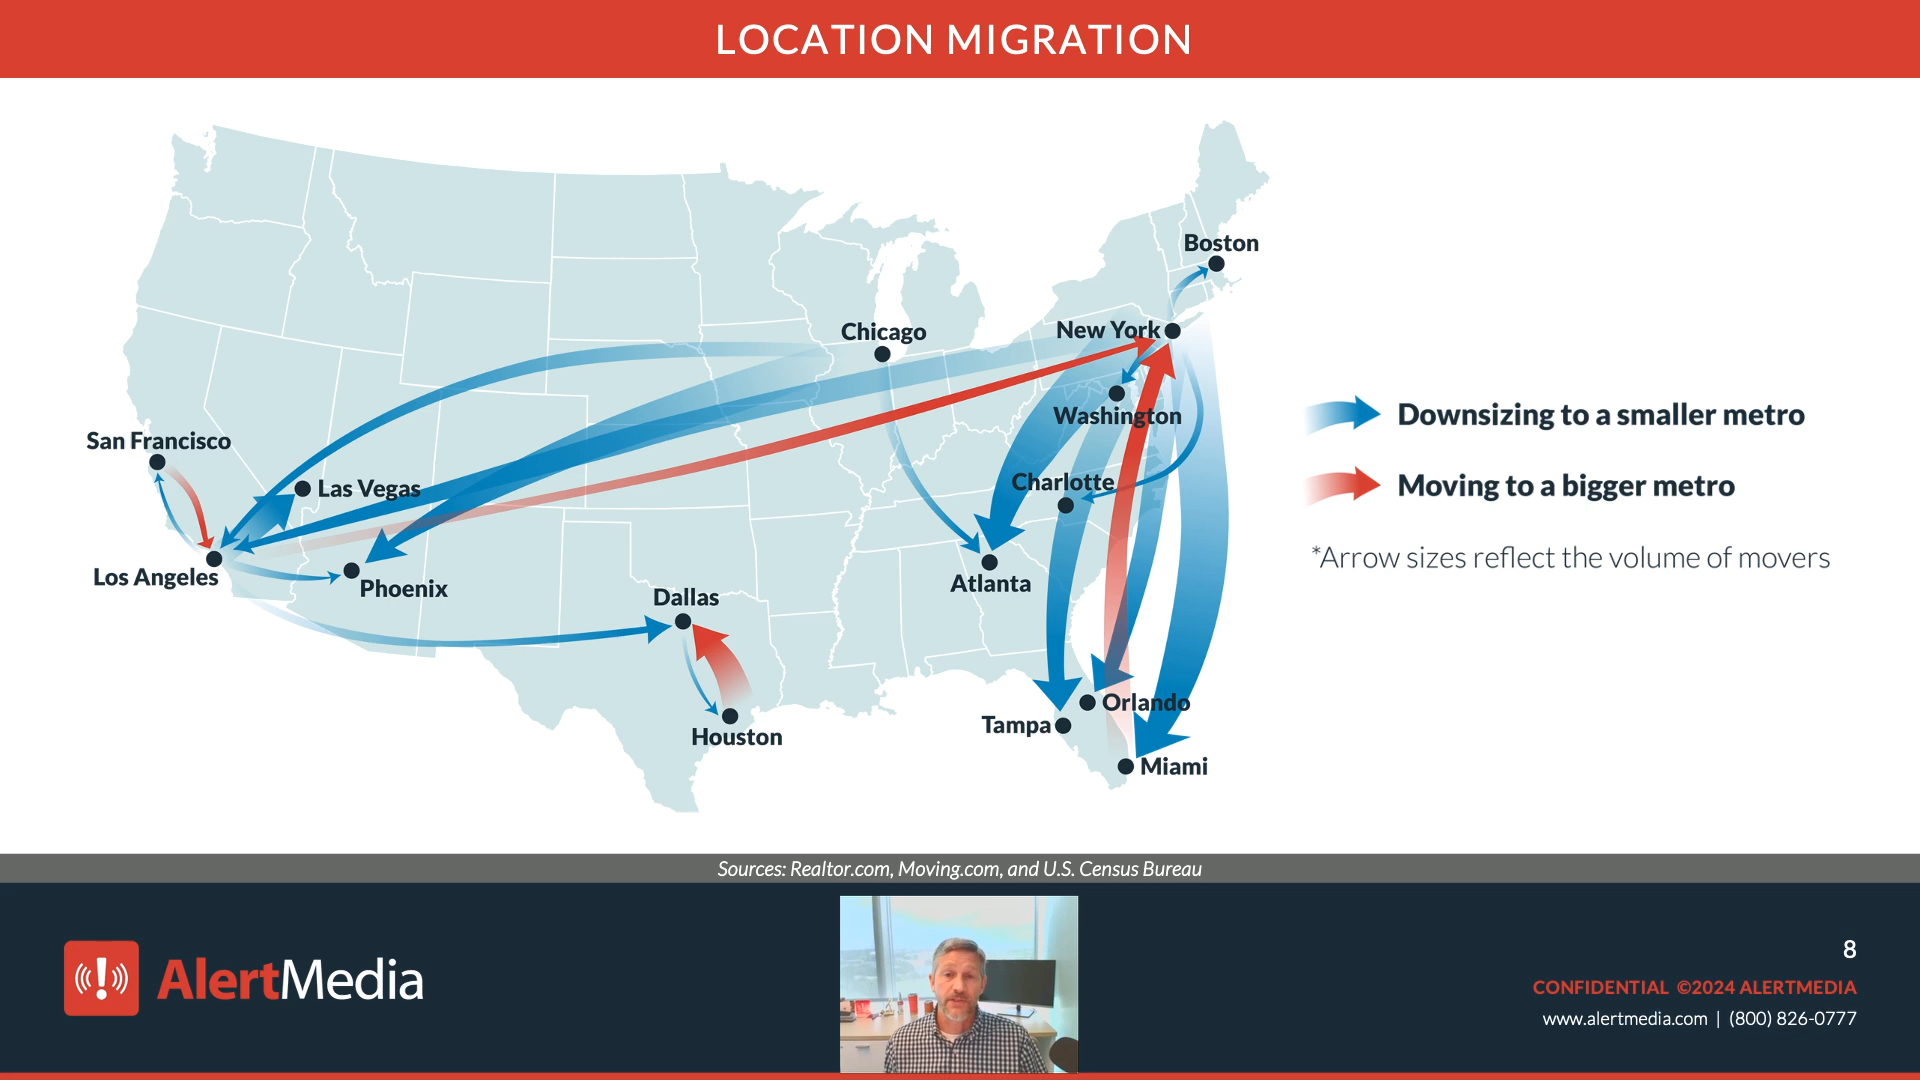 LOCATION MIGRATION
Boston
New York
Chicago
Washington
San Francisco
Las Vegas
Charlotte
Los Angeles
Phoenix
Atlanta
Dallas
Houston
Orlando
Tampa
Miami
Downsizing to a smaller metro
Moving to a bigger metro
*Arrow sizes reflect the volume of movers
Sources: Realtor.com, Moving.com, and U.S. Census Bureau
AlertMedia
8
CONFIDENTIAL ©2024 ALERTMEDIA
www.alertmedia.com | (800) 826-0777